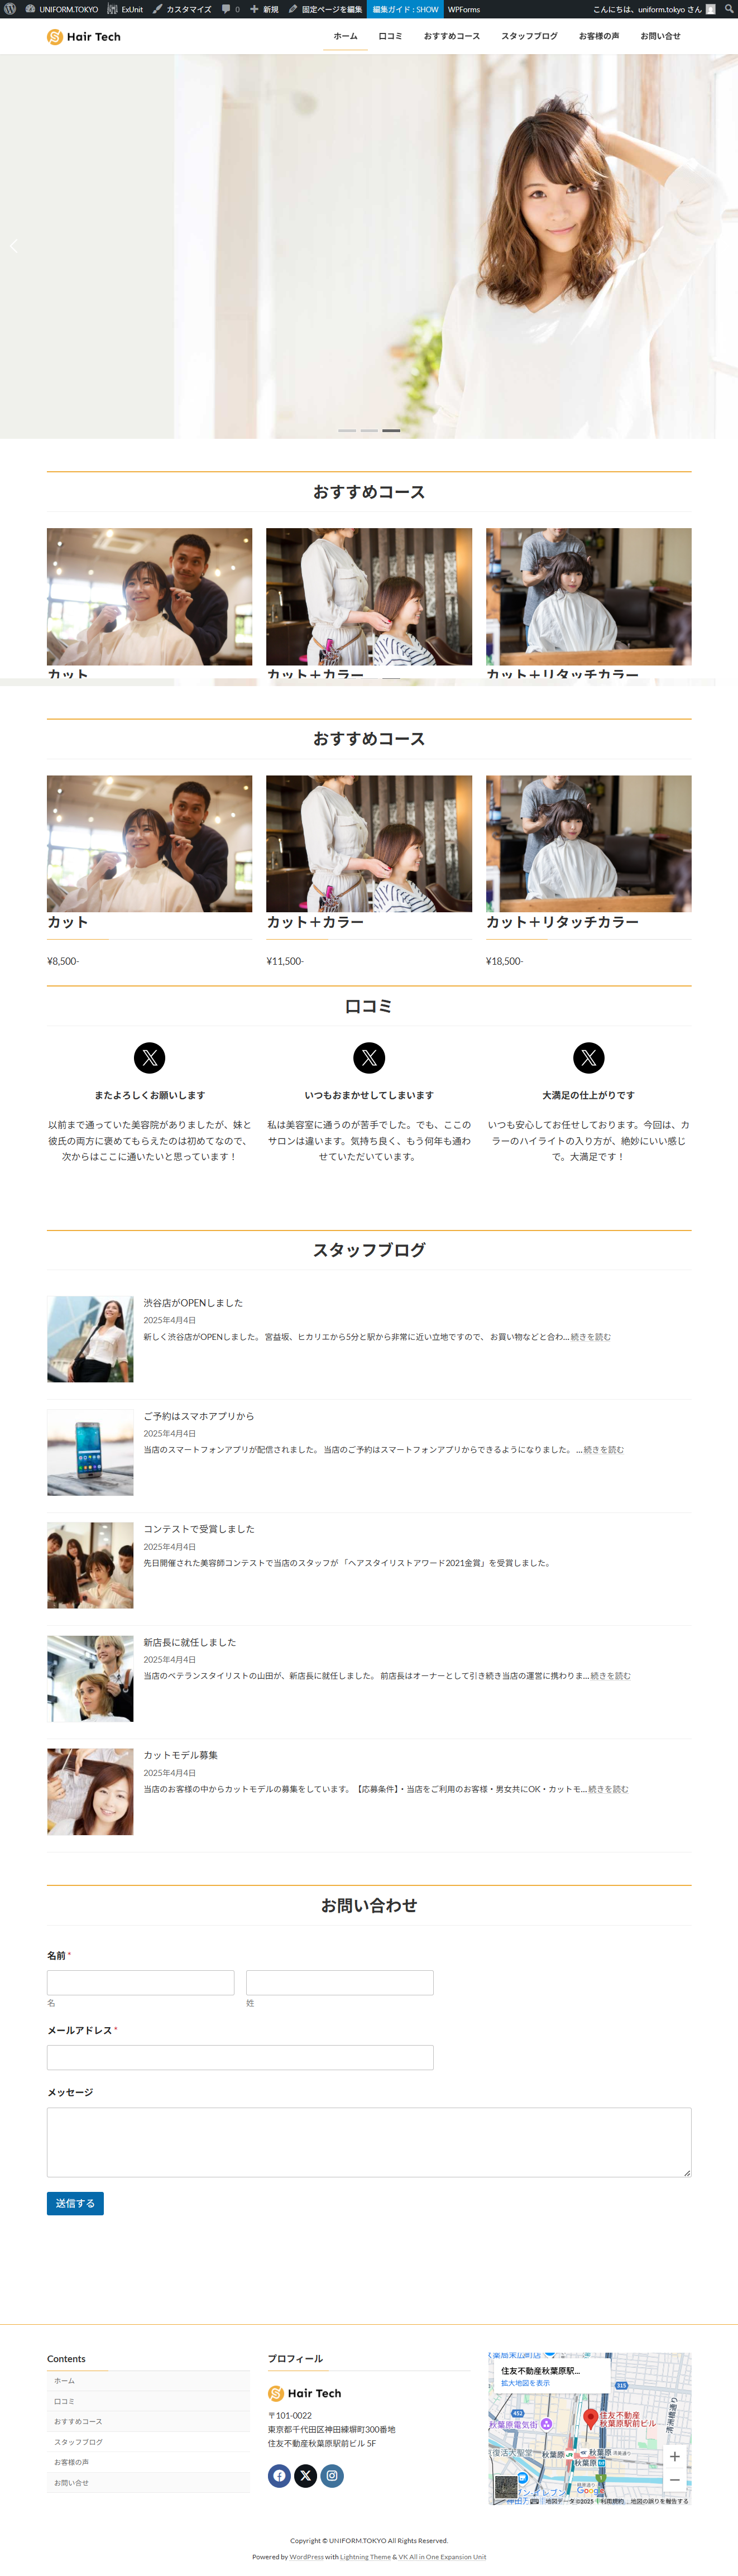 UNIFORM.TOKYO ExUnit カスタマイズ 0 新規 固定ページを編集 編集ガイド : SHOW WPForms こんにちは、uniform.tokyo さん
Hair Tech ホーム 口コミ おすすめコース スタッフブログ お客様の声 お問い合せ
おすすめコース
カット カット＋カラー カット＋リタッチカラー
おすすめコース
カット カット＋カラー カット＋リタッチカラー
¥8,500- ¥11,500- ¥18,500-
口コミ
またよろしくお願いします
以前まで通っていた美容院がありましたが、妹と
彼氏の両方に褒めてもらえたのは初めてなので、
次からはここに通いたいと思っています！
いつもおまかせしてしまいます
私は美容室に通うのが苦手でした。でも、ここの
サロンは違います。気持ち良く、もう何年も通わ
せていただいています。
大満足の仕上がりです
いつも安心してお任せしております。今回は、カ
ラーのハイライトの入り方が、絶妙にいい感じ
で。大満足です！
スタッフブログ
渋谷店がOPENしました
2025年4月4日
新しく渋谷店がOPENしました。 宮益坂、ヒカリエから5分と駅から非常に近い立地ですので、 お買い物などと合わ... 続きを読む
ご予約はスマホアプリから
2025年4月4日
当店のスマートフォンアプリが配信されました。 当店のご予約はスマートフォンアプリからできるようになりました。 ... 続きを読む
コンテストで受賞しました
2025年4月4日
先日開催された美容師コンテストで当店のスタッフが 「ヘアスタイリストアワード2021金賞」を受賞しました。
新店長に就任しました
2025年4月4日
当店のベテランスタイリストの山田が、新店長に就任しました。 前店長はオーナーとして引き続き当店の運営に携わりま... 続きを読む
カットモデル募集
2025年4月4日
当店のお客様の中からカットモデルの募集をしています。【応募条件】・当店をご利用のお客様・男女共にOK・カットモ... 続きを読む
お問い合わせ
名前 *
名 姓
メールアドレス *
メッセージ
送信する
Contents
ホーム
口コミ
おすすめコース
スタッフブログ
お客様の声
お問い合せ
プロフィール
Hair Tech
〒101-0022
東京都千代田区神田練塀町300番地
住友不動産秋葉原駅前ビル 5F
住友不動産秋葉原駅...
拡大地図を表示
315
452
秋葉原電気街
住友不動産
秋葉原駅前ビル
清洲橋通り
秋葉原
秋葉原
Google
地図データ ©2025 利用規約 地図の誤りを報告する
Copyright © UNIFORM.TOKYO All Rights Reserved.
Powered by WordPress with Lightning Theme & VK All in One Expansion Unit